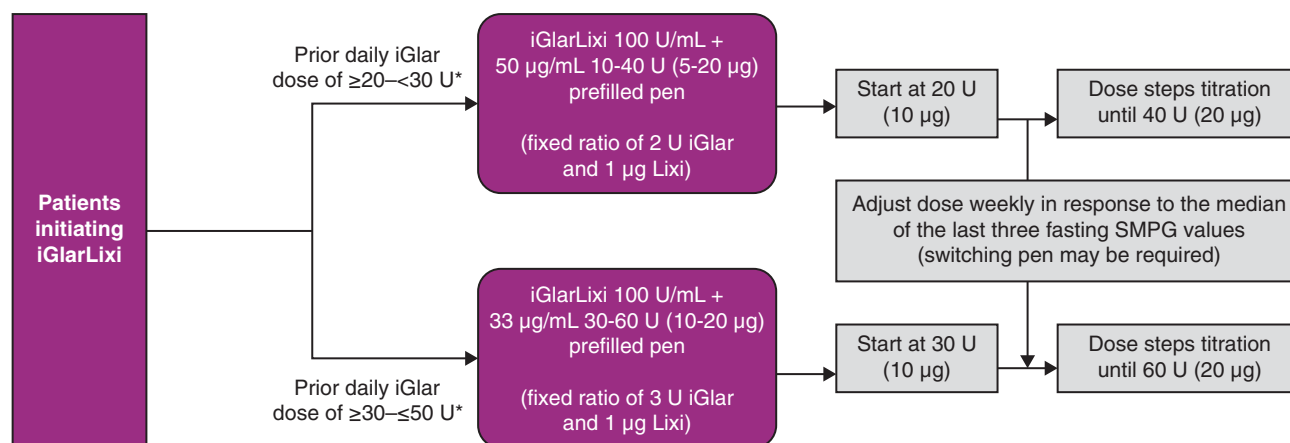 Patients
initiating
iGlarLixi
Prior daily iGlar
dose of ≥20–<30 U*
iGlarLixi 100 U/mL +
50 µg/mL 10-40 U (5-20 µg)
prefilled pen
(fixed ratio of 2 U iGlar
and 1 µg Lixi)
Start at 20 U
(10 µg)
Dose steps titration
until 40 U (20 µg)
Adjust dose weekly in response to the median
of the last three fasting SMPG values
(switching pen may be required)
Prior daily iGlar
dose of ≥30–≤50 U*
iGlarLixi 100 U/mL +
33 µg/mL 30-60 U (10-20 µg)
prefilled pen
(fixed ratio of 3 U iGlar
and 1 µg Lixi)
Start at 30 U
(10 µg)
Dose steps titration
until 60 U (20 µg)